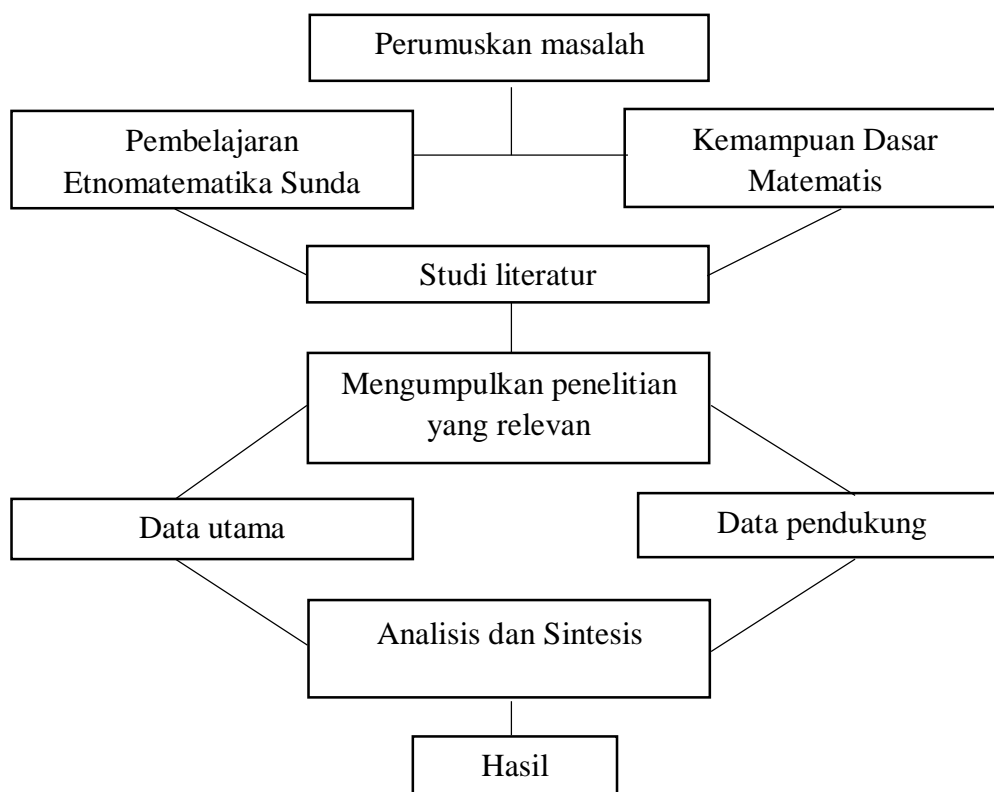 Perumuskan masalah
Pembelajaran
Etnomatematika Sunda
Kemampuan Dasar
Matematis
Studi literatur
Mengumpulkan penelitian
yang relevan
Data utama
Data pendukung
Analisis dan Sintesis
Hasil